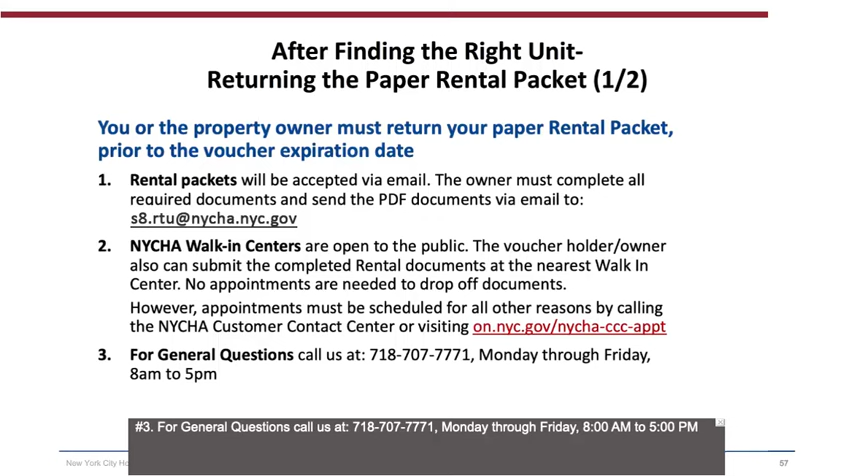 After Finding the Right Unit-
Returning the Paper Rental Packet (1/2)
You or the property owner must return your paper Rental Packet,
prior to the voucher expiration date
1. Rental packets will be accepted via email. The owner must complete all
required documents and send the PDF documents via email to:
s8.rtu@nycha.nyc.gov
2. NYCHA Walk-in Centers are open to the public. The voucher holder/owner
also can submit the completed Rental documents at the nearest Walk In
Center. No appointments are needed to drop off documents.
However, appointments must be scheduled for all other reasons by calling
the NYCHA Customer Contact Center or visiting on.nyc.gov/nycha-ccc-appt
3. For General Questions call us at: 718-707-7771, Monday through Friday,
8am to 5pm
#3. For General Questions call us at: 718-707-7771, Monday through Friday, 8:00 AM to 5:00 PM
New York City
57